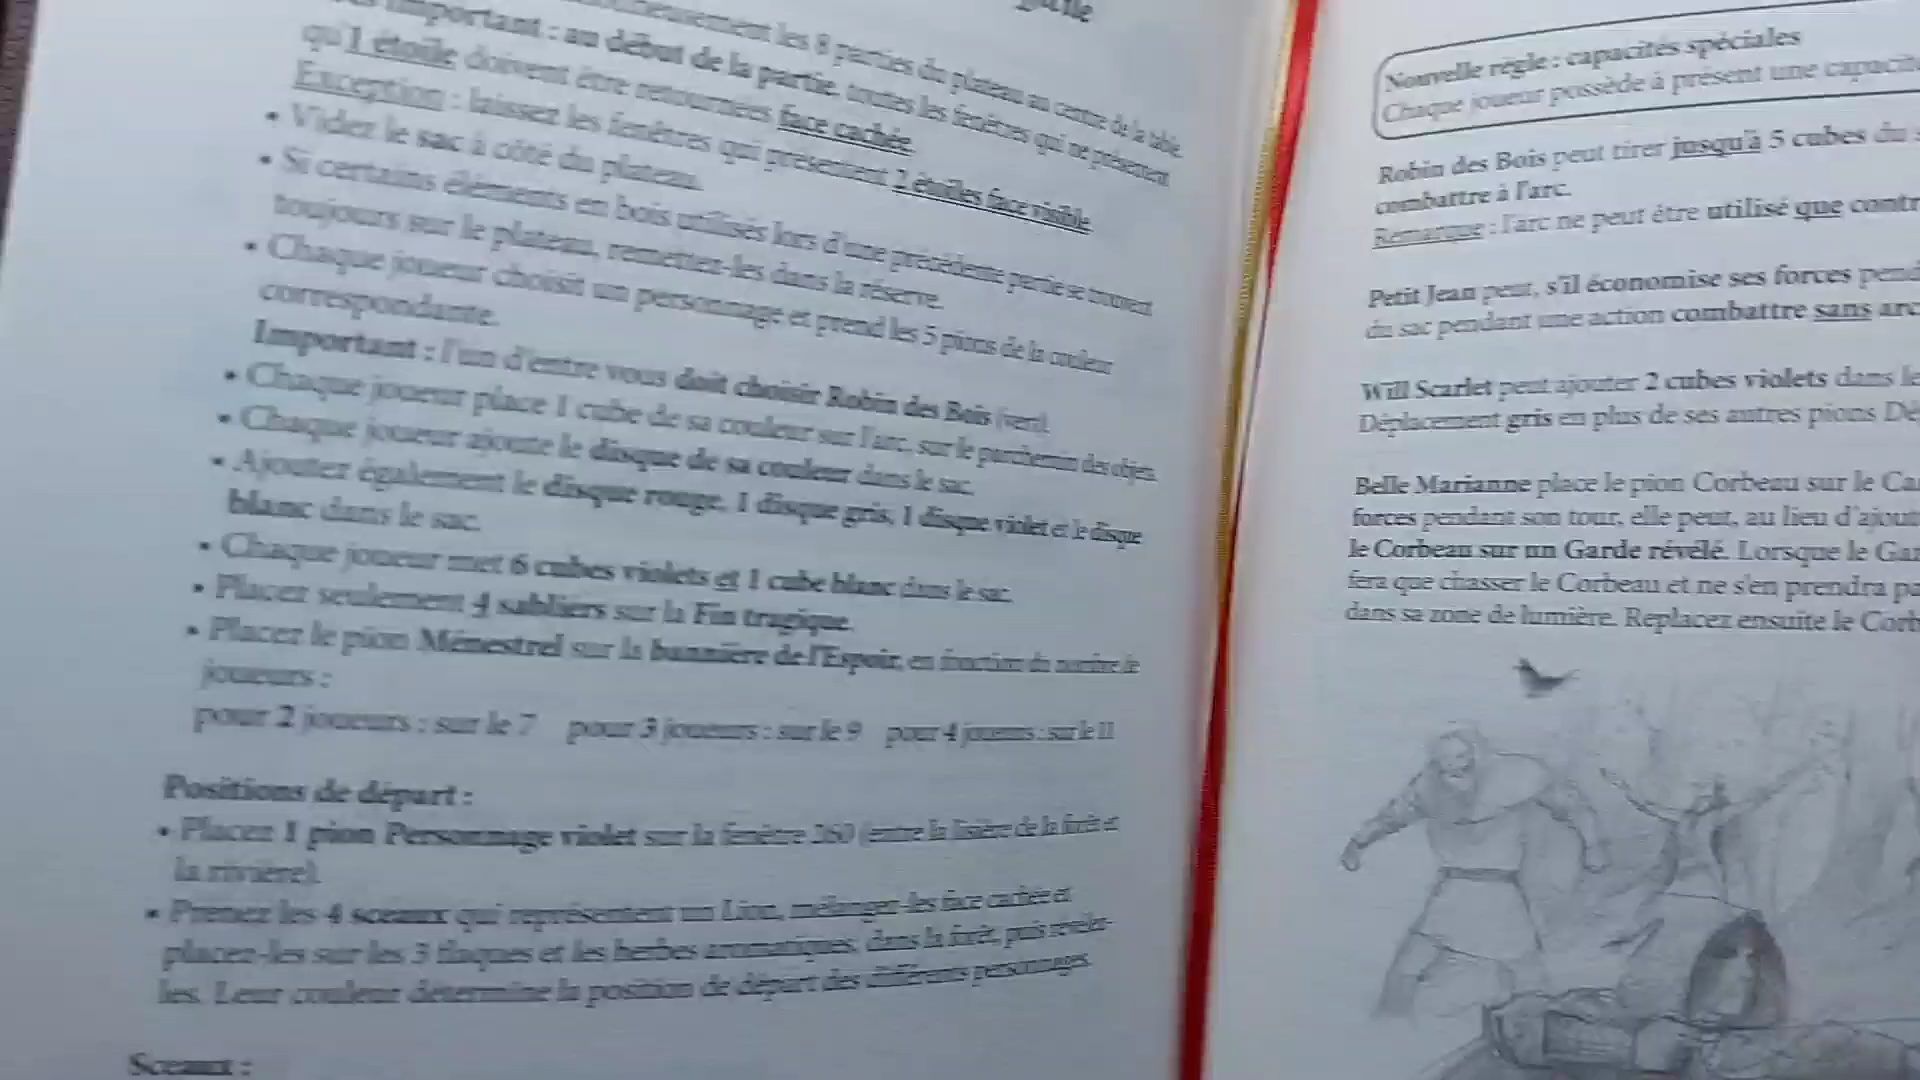 les 8 parties du plateau au centre de la table.
important : au début de la partie, toutes les fenêtres qui ne présentent
qu'1 étoile doivent être retournées face cachée.
Exception : laissez les fenêtres qui présentent 2 étoiles face visible.
• Videz le sac à côté du plateau.
• Si certains éléments en bois utilisés lors d'une précédente partie se trouvent
toujours sur le plateau, remettez-les dans la réserve.
• Chaque joueur choisit un personnage et prend les 5 pions de la couleur
correspondante.
Important : l'un d'entre vous doit choisir Robin des Bois (vert).
• Chaque joueur place 1 cube de sa couleur sur l'arc, sur le parchemin des objets.
• Chaque joueur ajoute le disque de sa couleur dans le sac.
• Ajoutez également le disque rouge, 1 disque gris, 1 disque violet et le disque
blanc dans le sac.
• Chaque joueur met 6 cubes violets et 1 cube blanc dans le sac.
• Placez seulement 4 sabliers sur la Fin tragique.
• Placez le pion Ménestrel sur la bannière de l'Espoir, en fonction du nombre de
joueurs :
pour 2 joueurs : sur le 7 pour 3 joueurs : sur le 9 pour 4 joueurs : sur le 11
Positions de départ :
• Placez 1 pion Personnage violet sur la fenêtre 260 (entre la lisière de la forêt et
la rivière).
• Prenez les 4 sceaux qui représentent un Lion, mélangez-les face cachée et
placez-les sur les 3 flaques et les herbes aromatiques, dans la forêt, puis révélez-
les. Leur couleur détermine la position de départ des différents personnages.
Sceaux :
Nouvelle règle : capacités spéciales
Chaque joueur possède à présent une capacité
Robin des Bois peut tirer jusqu'à 5 cubes du
combattre à l'arc.
Remarque : l'arc ne peut être utilisé que contr
Petit Jean peut, s'il économise ses forces pend
du sac pendant une action combattre sans arc
Will Scarlet peut ajouter 2 cubes violets dans le
Déplacement gris en plus de ses autres pions Dé
Belle Marianne place le pion Corbeau sur le Ca
forces pendant son tour, elle peut, au lieu d'ajout
le Corbeau sur un Garde révélé. Lorsque le Gar
fera que chasser le Corbeau et ne s'en prendra pa
dans sa zone de lumière. Replacez ensuite le Corb